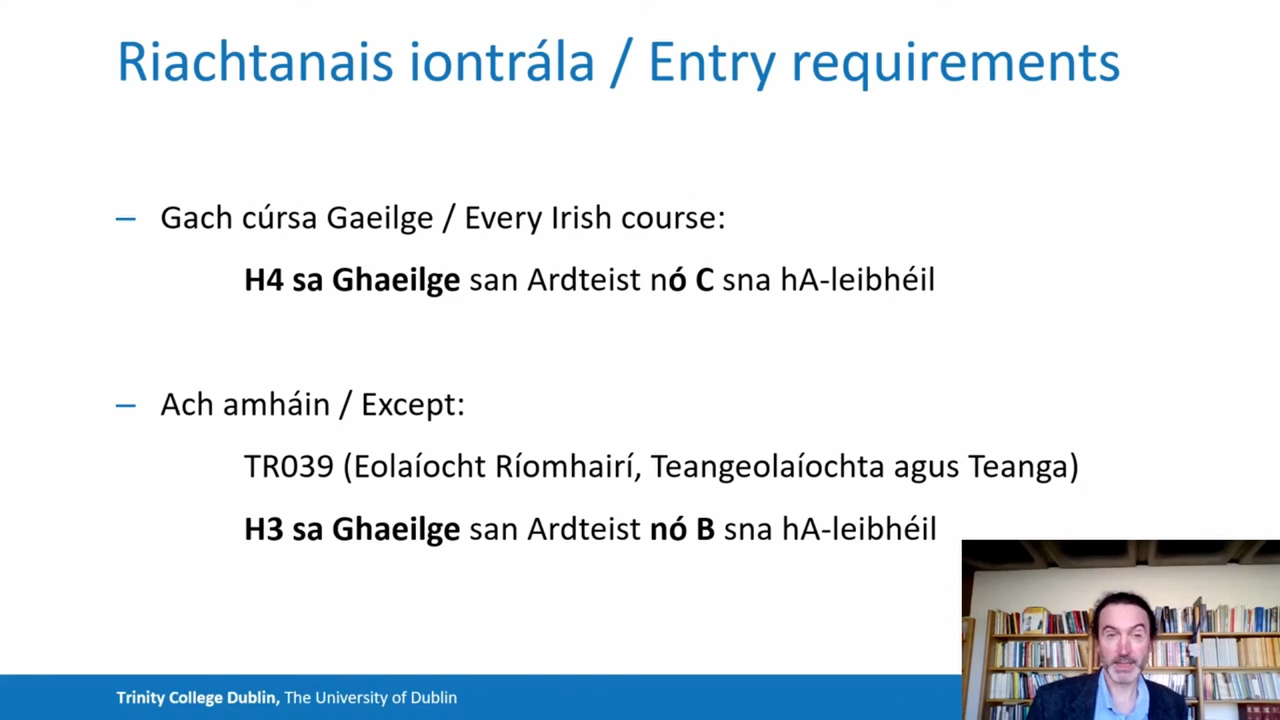 Riachtanais iontrála / Entry requirements
– Gach cúrsa Gaeilge / Every Irish course:
H4 sa Ghaeilge san Ardteist nó C sna hA-leibhéil
– Ach amháin / Except:
TR039 (Eolaíocht Ríomhairí, Teangeolaíochta agus Teanga)
H3 sa Ghaeilge san Ardteist nó B sna hA-leibhéil
Trinity College Dublin, The University of Dublin